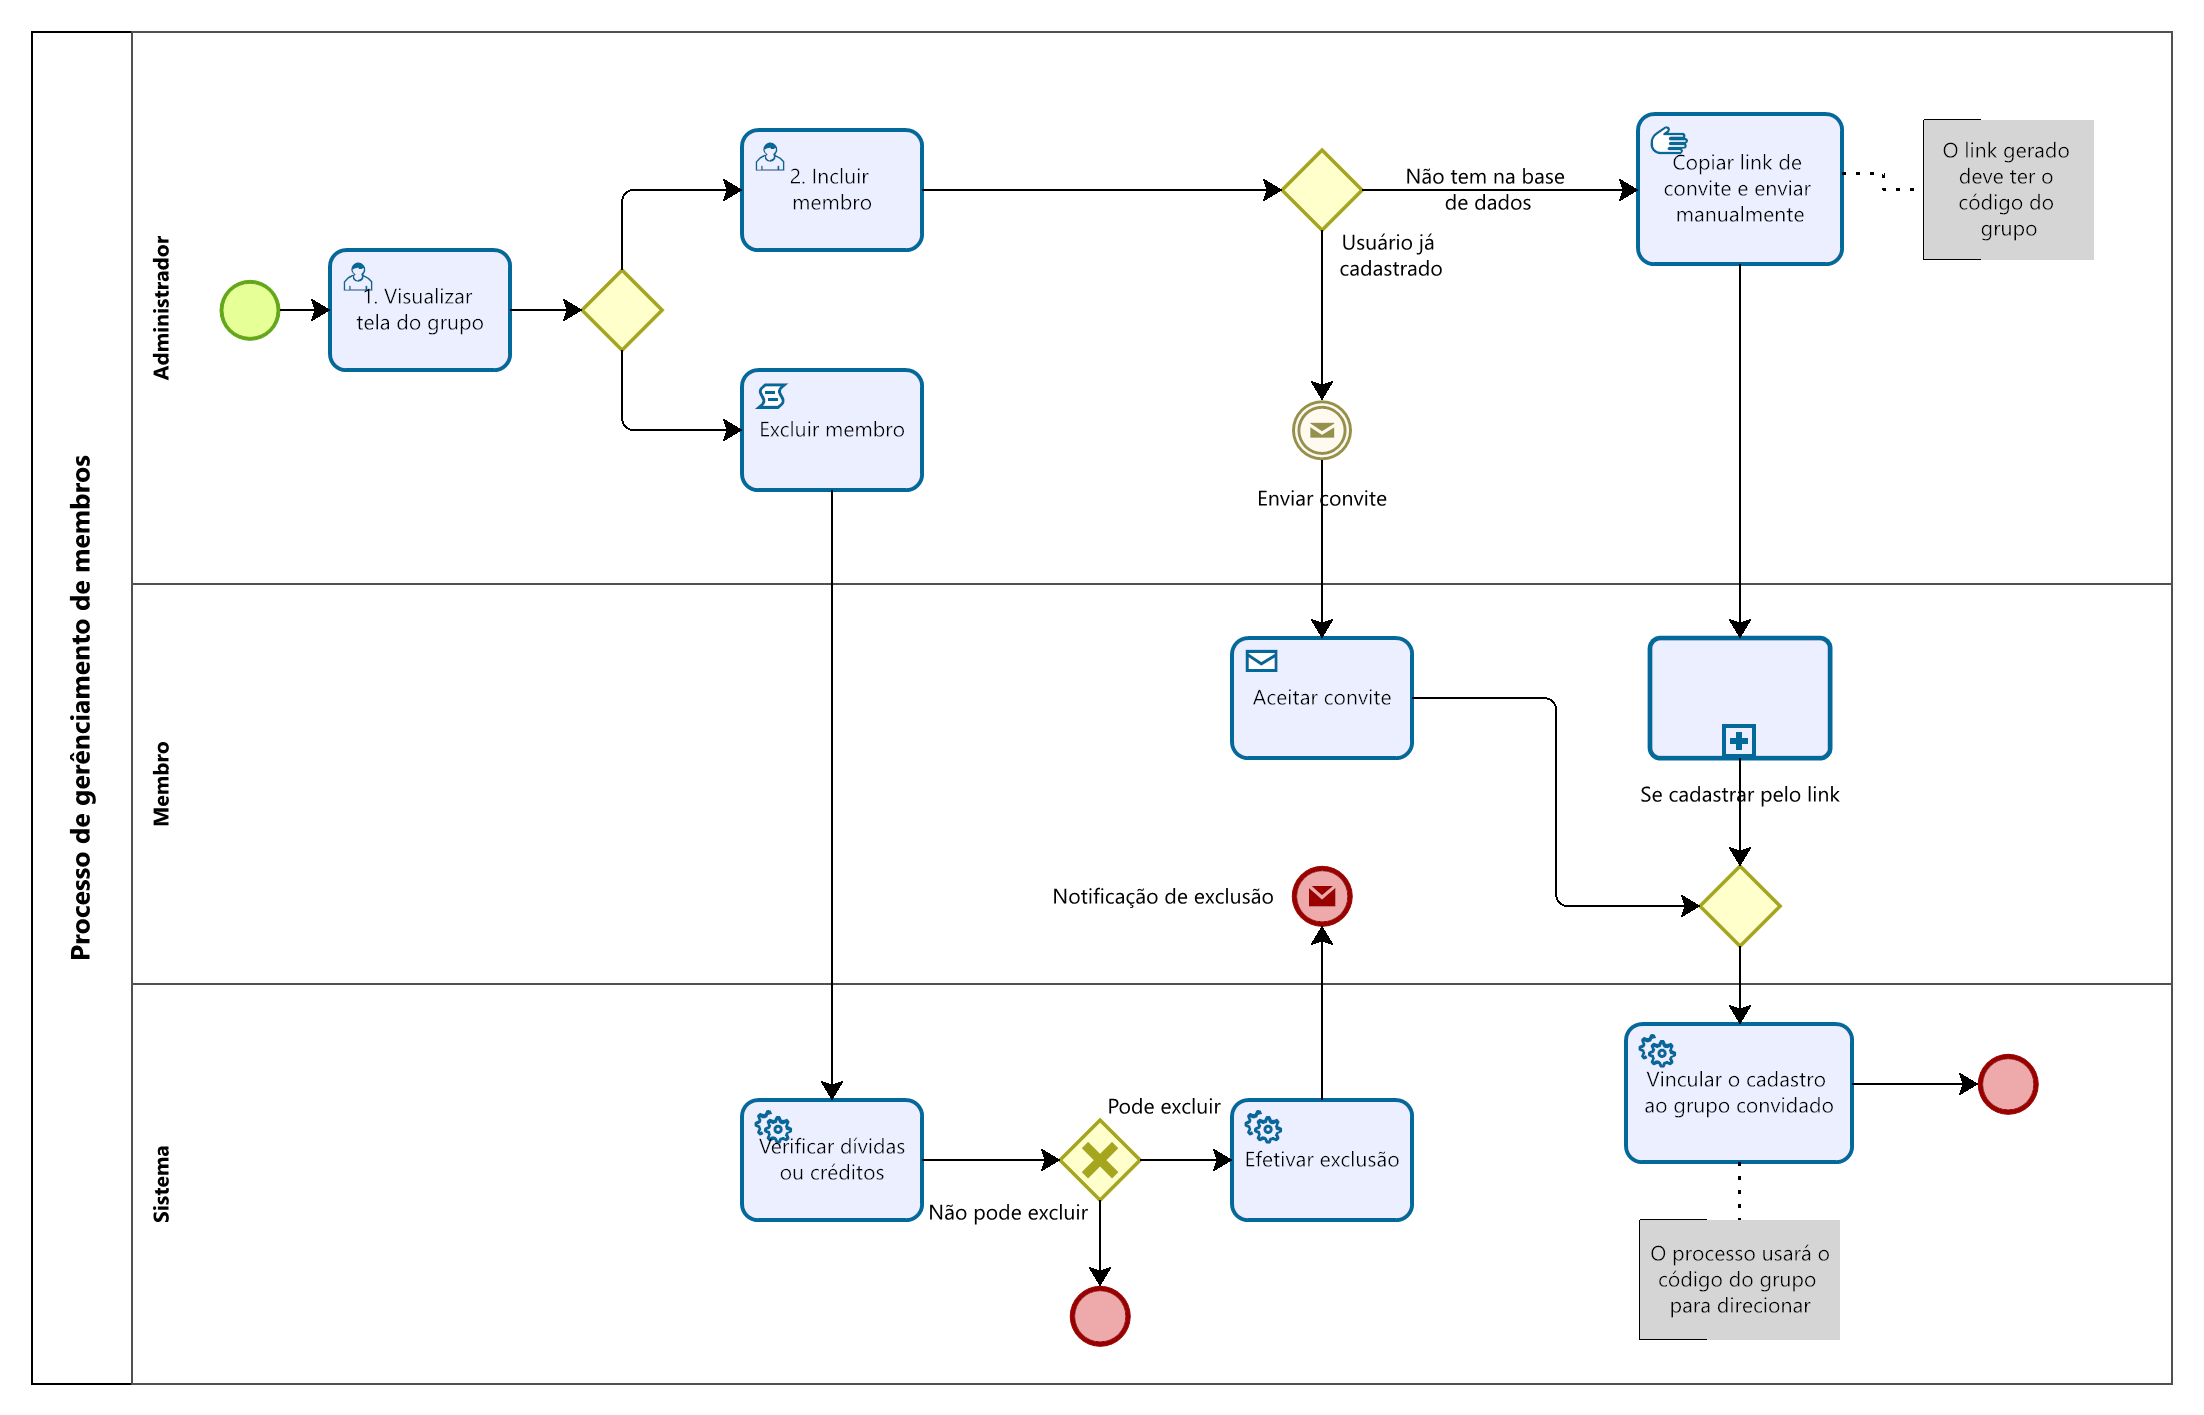 Processo de gerênciamento de membros
Administrador
1. Visualizar
tela do grupo
2. Incluir
membro
Excluir membro
Não tem na base
de dados
Usuário já
cadastrado
Enviar convite
Copiar link de
convite e enviar
manualmente
O link gerado
deve ter o
código do
grupo
Membro
Aceitar convite
Se cadastrar pelo link
Notificação de exclusão
Sistema
Verificar dívidas
ou créditos
Pode excluir
Não pode excluir
Efetivar exclusão
Vincular o cadastro
ao grupo convidado
O processo usará o
código do grupo
para direcionar